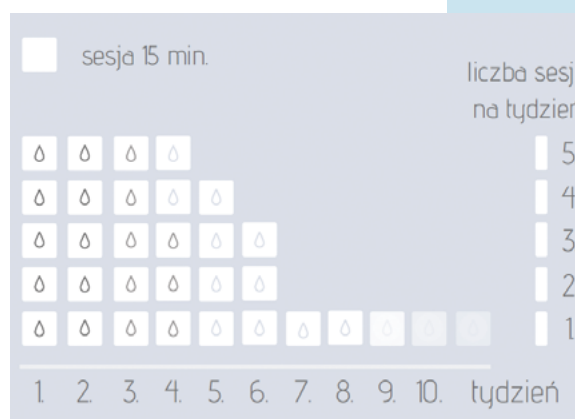 sesja 15 min.
liczba sesj
na tydzień
5
4
3
2
1.
1. 2. 3. 4. 5. 6. 7. 8. 9. 10. tydzień